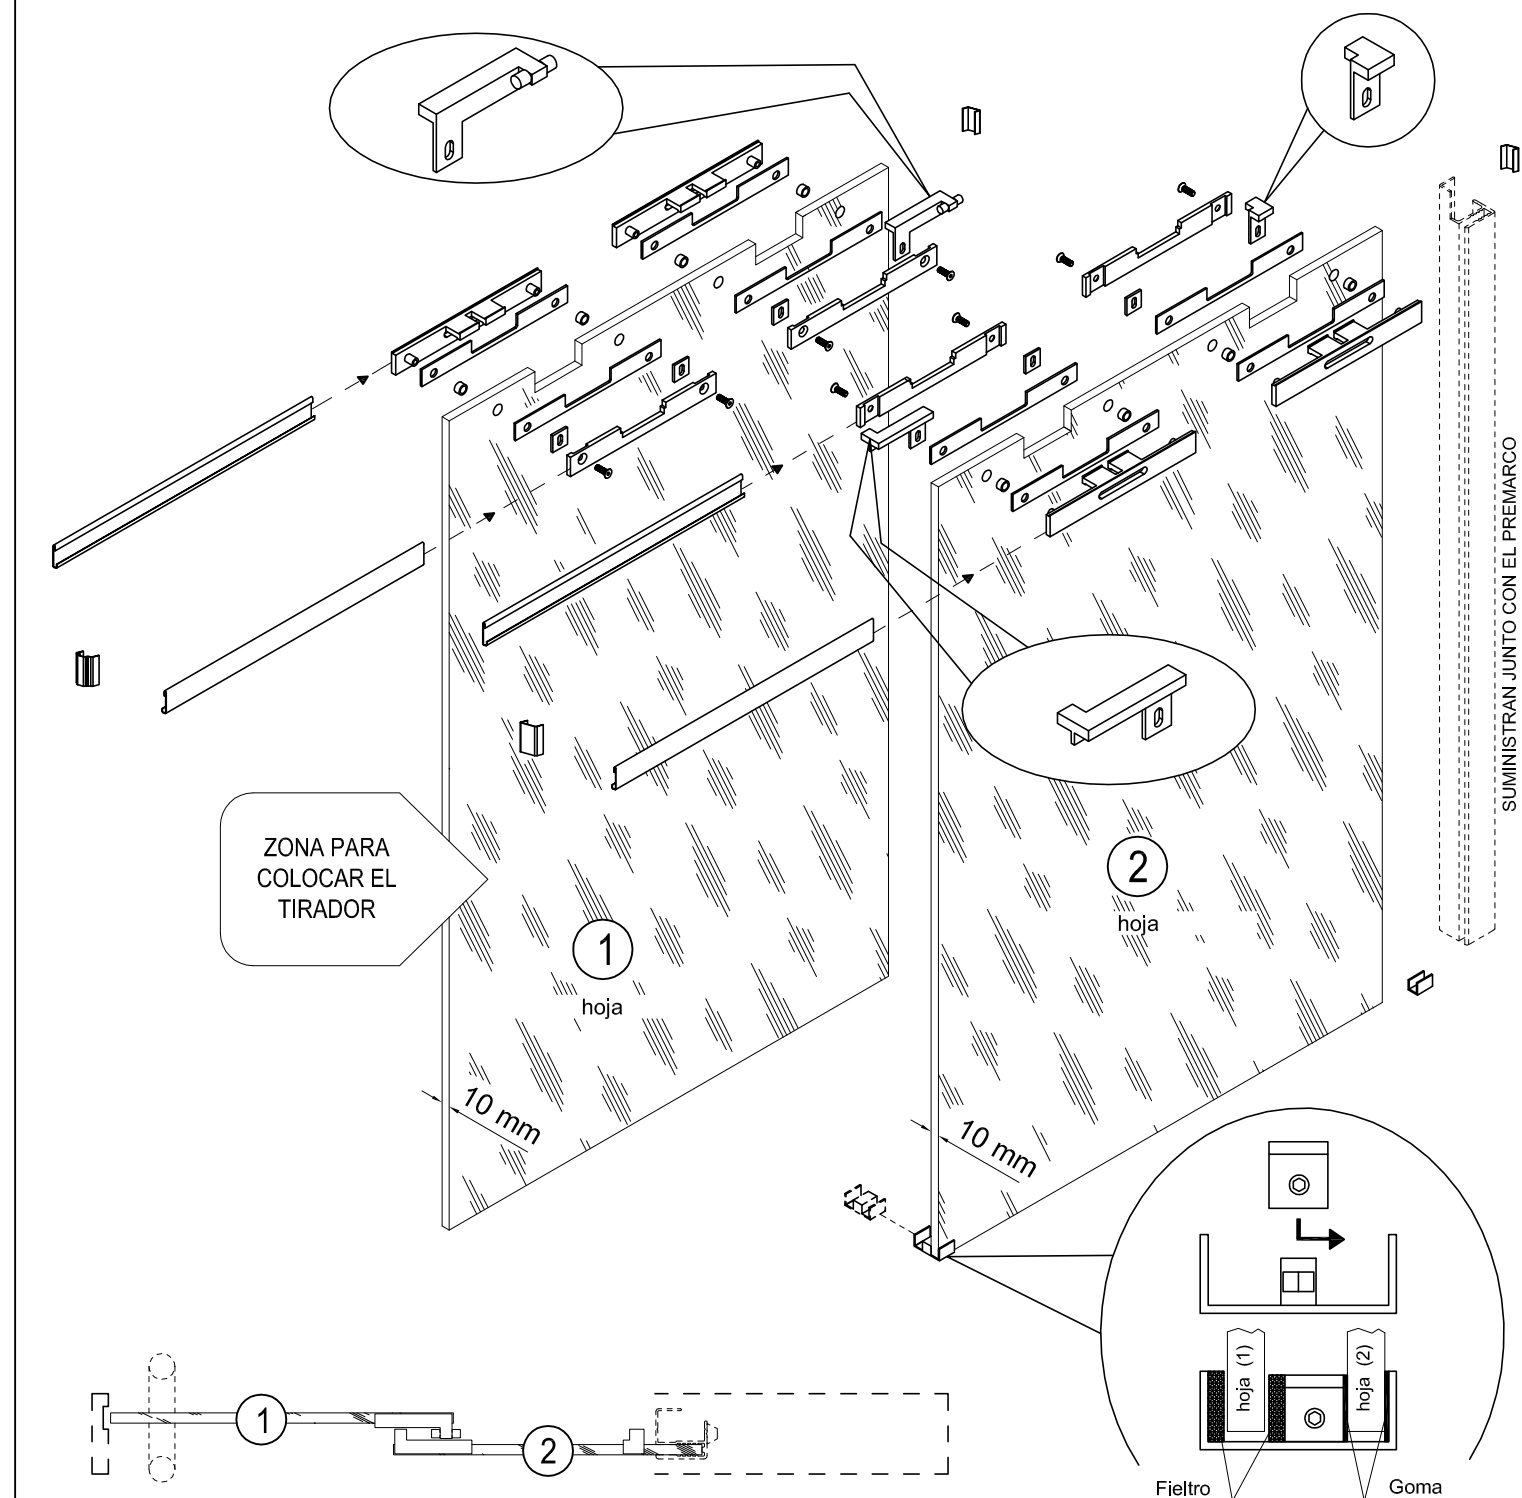 SUMINISTRAN JUNTO CON EL PREMARCO
ZONA PARA
COLOCAR EL
TIRADOR
1
hoja
2
hoja
10 mm
10 mm
hoja (1)
hoja (2)
Fieltro
Goma
1
2